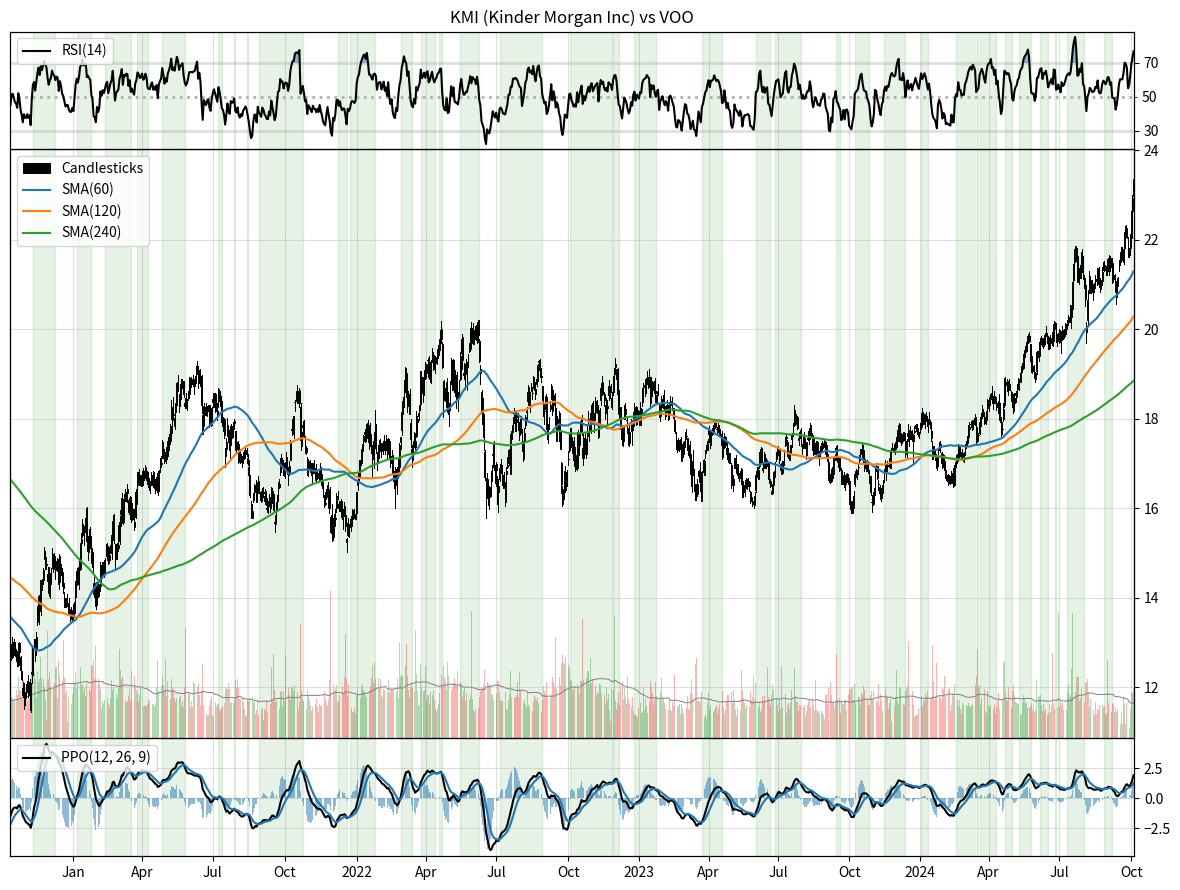 KMI (Kinder Morgan Inc) vs VOO
RSI(14)
70
50
30
Candlesticks
SMA(60)
SMA(120)
SMA(240)
24
22
20
18
16
14
12
PPO(12, 26, 9)
2.5
0.0
−2.5
Jan Apr Jul Oct 2022 Apr Jul Oct 2023 Apr Jul Oct 2024 Apr Jul Oct